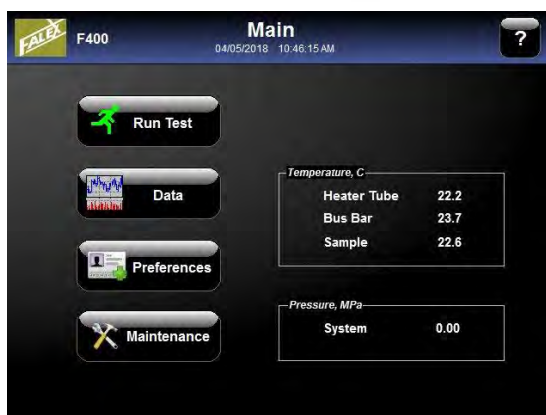 FALEX
F400
Main
04/05/2018 10:46:15 AM
?
Run Test
Data
Preferences
Maintenance
Temperature, C
Heater Tube 22.2
Bus Bar 23.7
Sample 22.6
Pressure, MPa
System 0.00